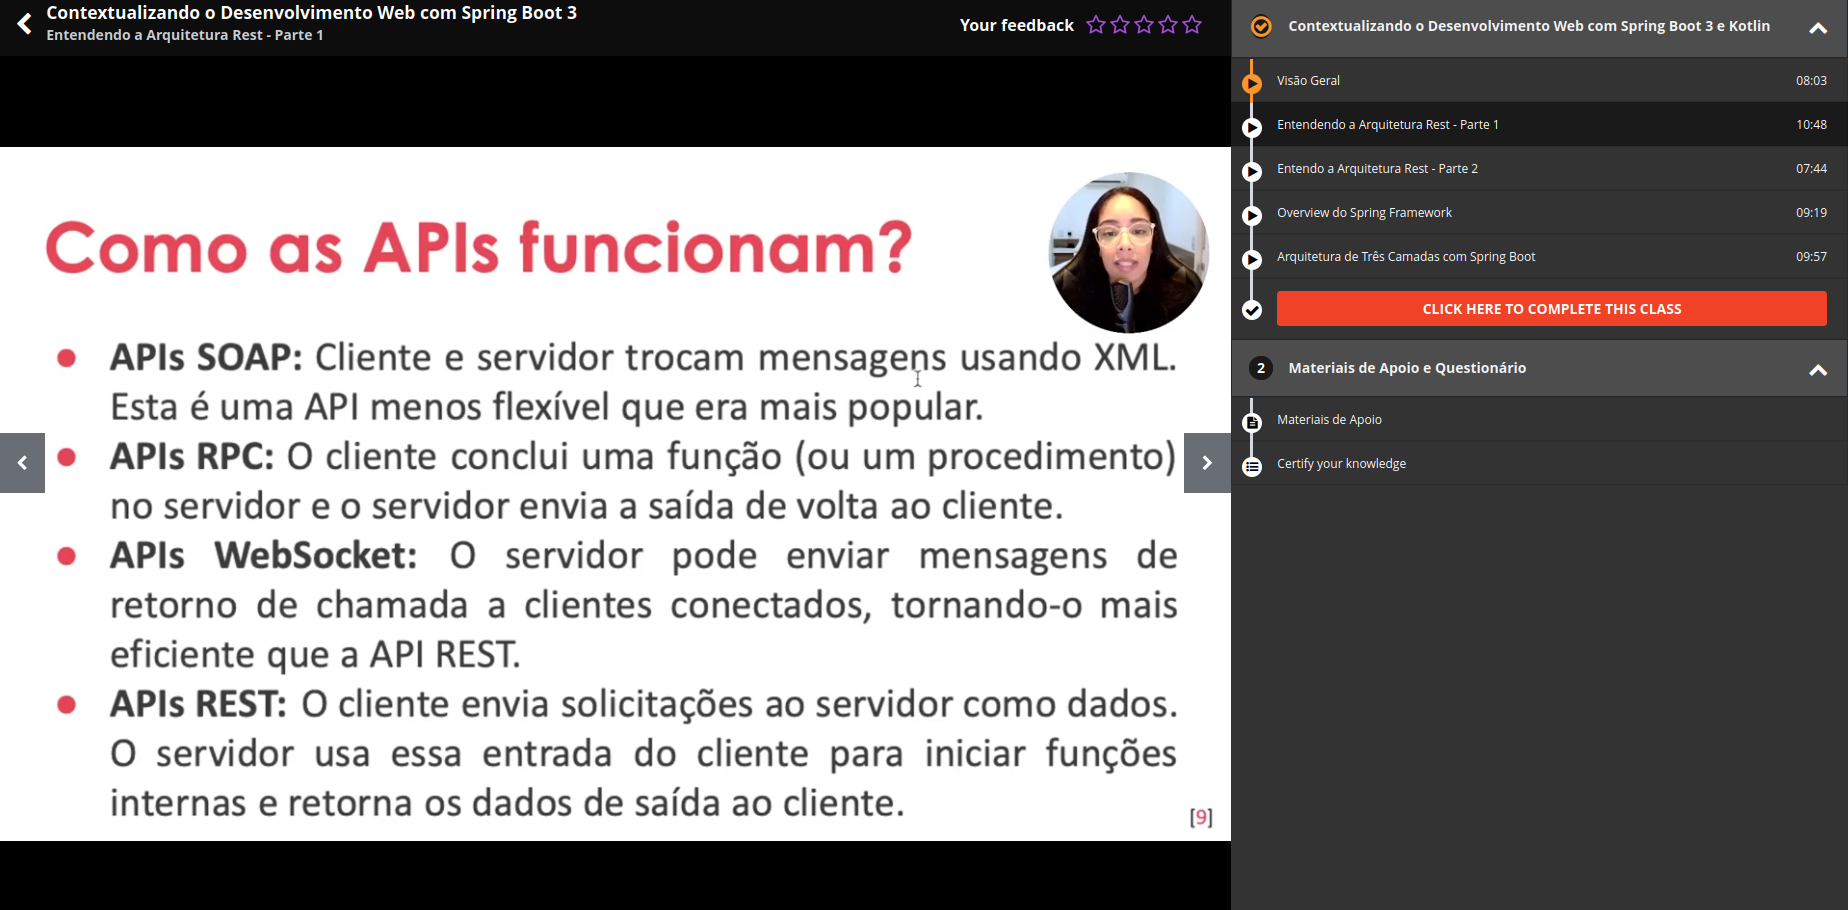 Contextualizando o Desenvolvimento Web com Spring Boot 3
Entendendo a Arquitetura Rest - Parte 1
Your feedback
Como as APIs funcionam?
APIs SOAP: Cliente e servidor trocam mensagens usando XML.
Esta é uma API menos flexível que era mais popular.
APIs RPC: O cliente conclui uma função (ou um procedimento)
no servidor e o servidor envia a saída de volta ao cliente.
APIs WebSocket: O servidor pode enviar mensagens de
retorno de chamada a clientes conectados, tornando-o mais
eficiente que a API REST.
APIs REST: O cliente envia solicitações ao servidor como dados.
O servidor usa essa entrada do cliente para iniciar funções
internas e retorna os dados de saída ao cliente.
[9]
Contextualizando o Desenvolvimento Web com Spring Boot 3 e Kotlin
Visão Geral 08:03
Entendendo a Arquitetura Rest - Parte 1 10:48
Entendo a Arquitetura Rest - Parte 2 07:44
Overview do Spring Framework 09:19
Arquitetura de Três Camadas com Spring Boot 09:57
CLICK HERE TO COMPLETE THIS CLASS
2 Materiais de Apoio e Questionário
Materiais de Apoio
Certify your knowledge